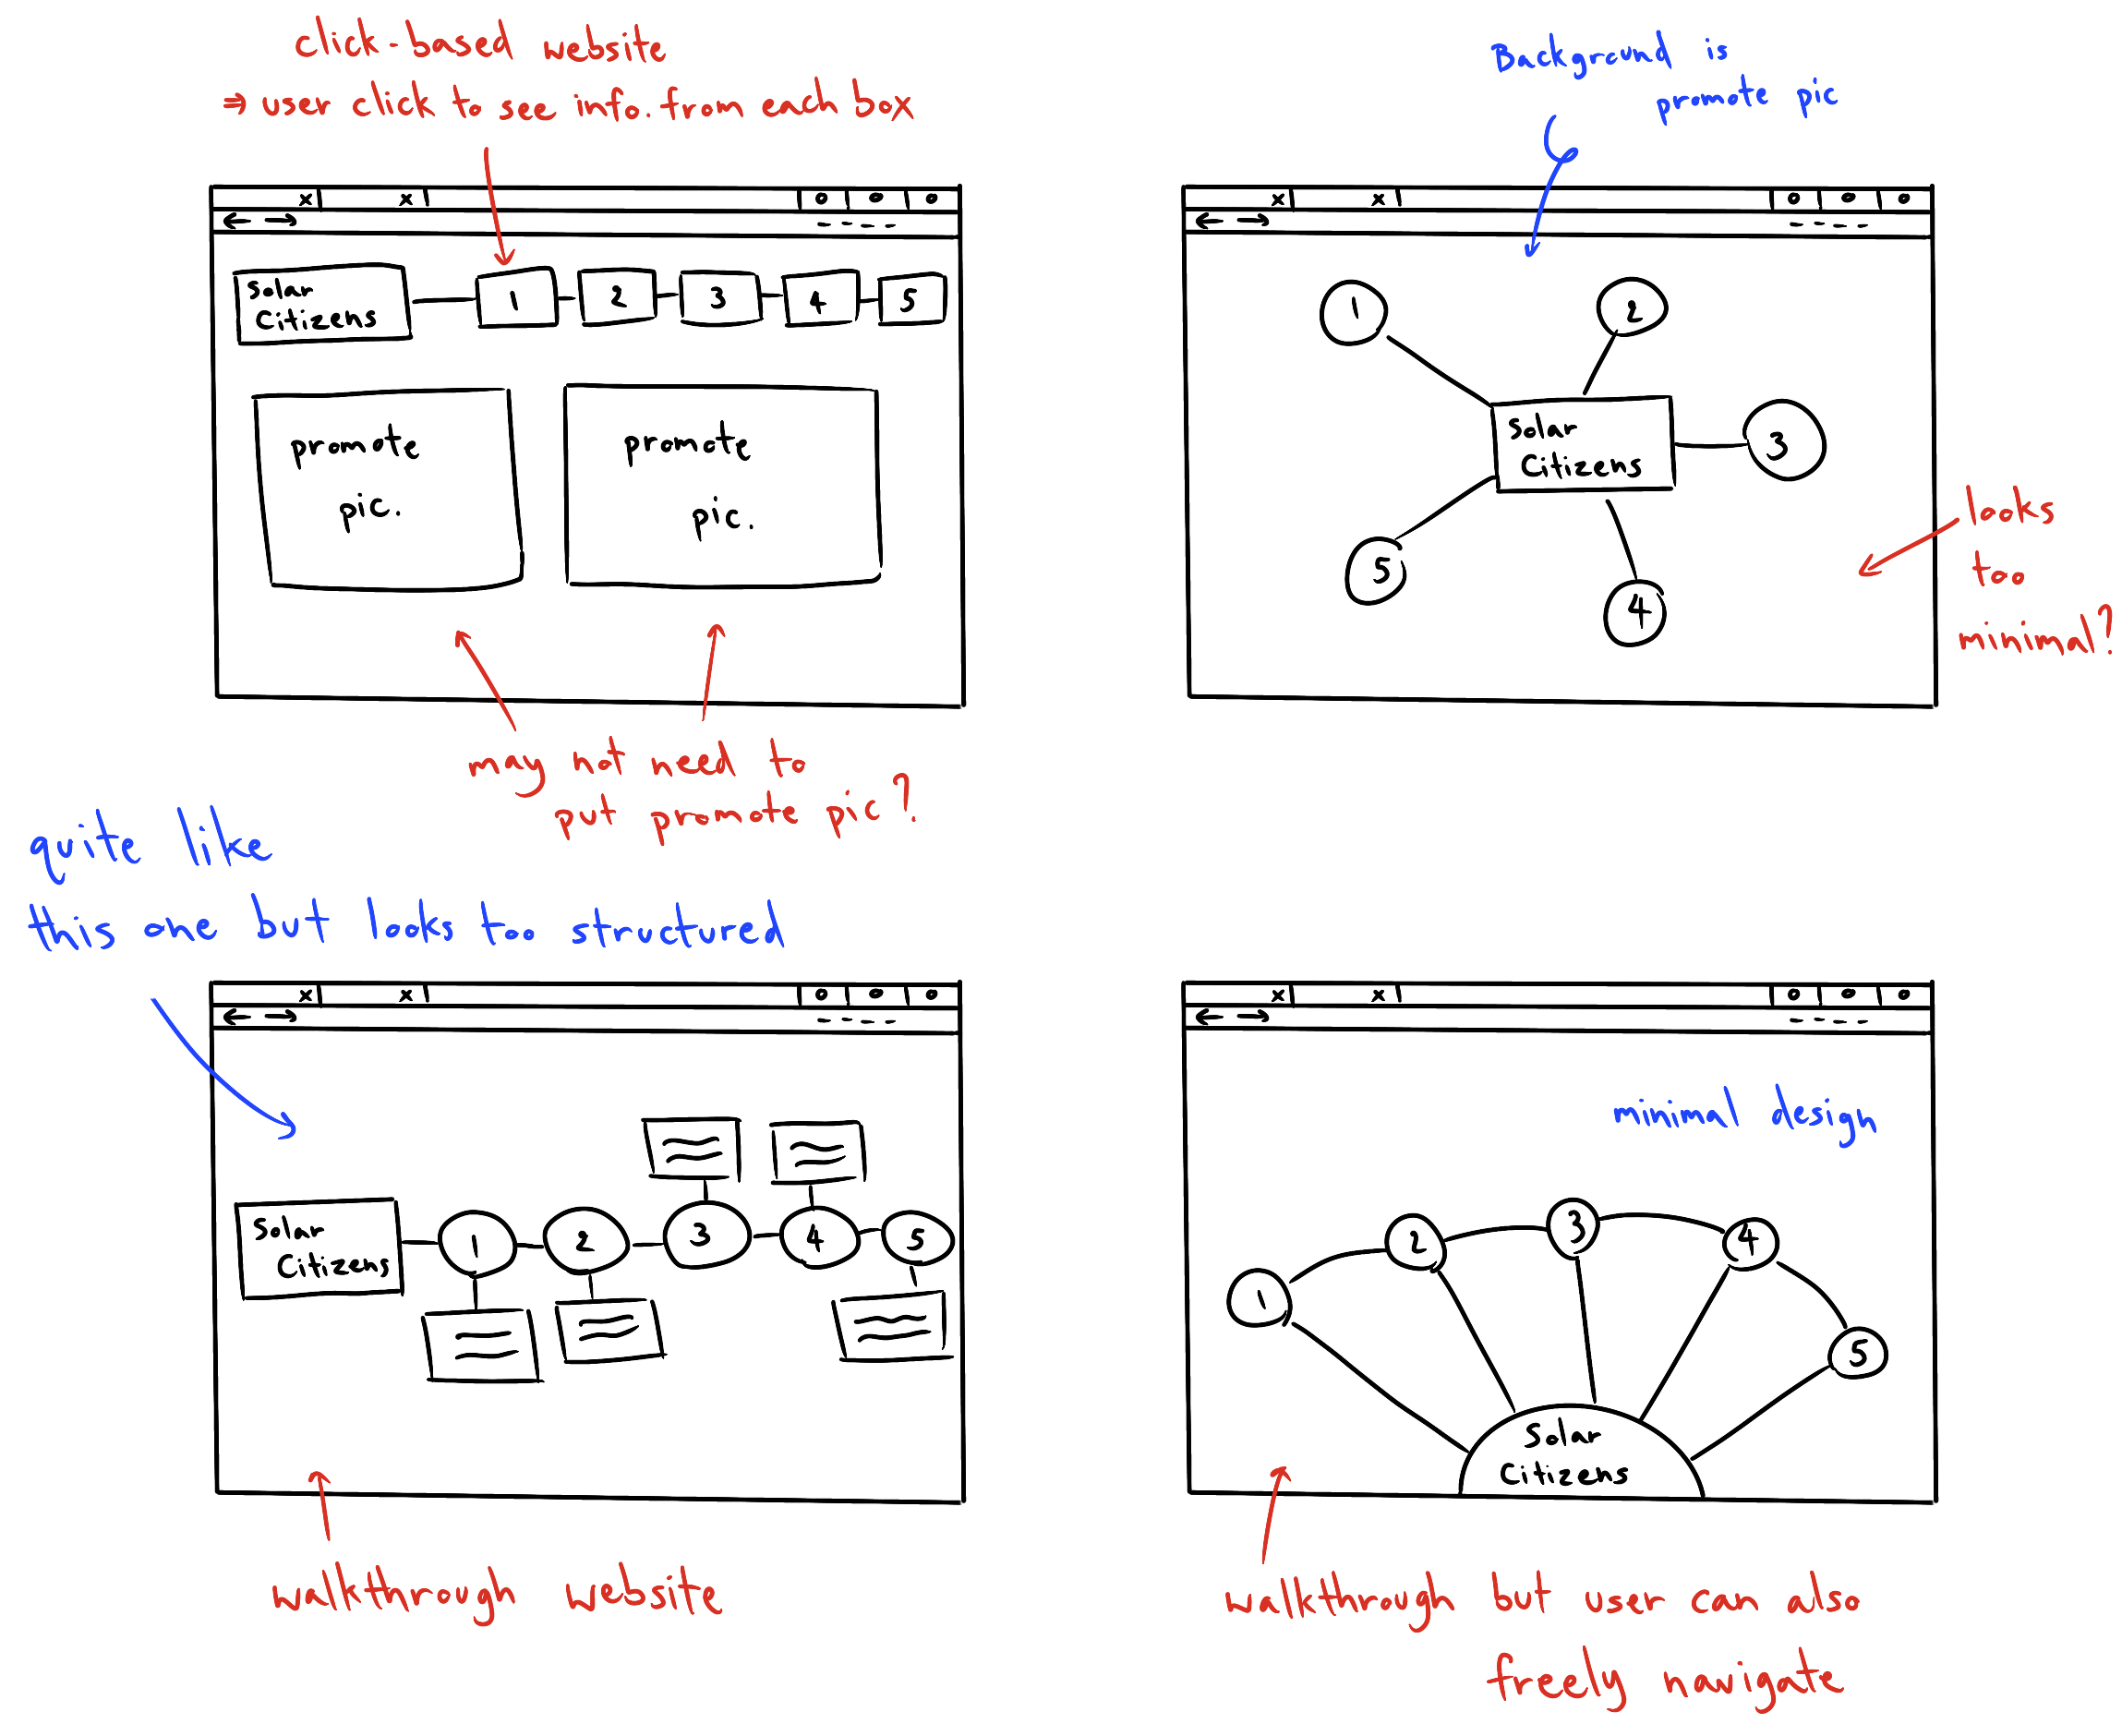 click-based website
⇒ user click to see info. from each box
x x o o o
Solar
Citizens
1 2 3 4 5
promote
pic.
promote
pic.
may not need to
put promote pic?
Background is
promote pic
x x o o o
1
2
Solar
Citizens
3
5
4
looks
too
minimal?
quite like
this one but looks too structured
x x o o o
Solar
Citizens
1 2 3 4 5
walkthrough website
x x o o o
minimal design
1
2
3
4
5
Solar
Citizens
walkthrough but user can also
freely navigate